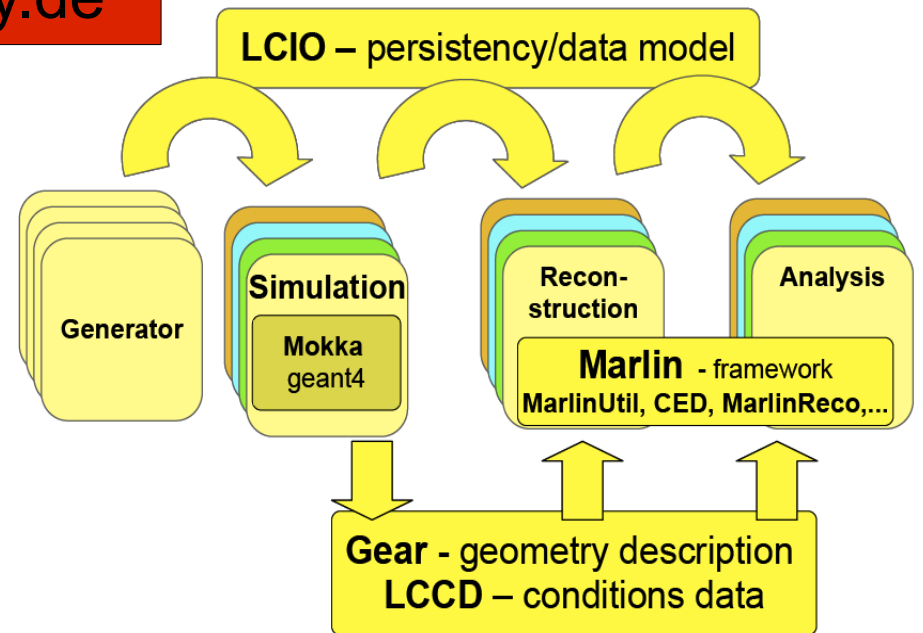 y.de
LCIO – persistency/data model
Generator
Simulation
Mokka
geant4
Recon-
struction
Analysis
Marlin - framework
MarlinUtil, CED, MarlinReco,...
Gear - geometry description
LCCD – conditions data